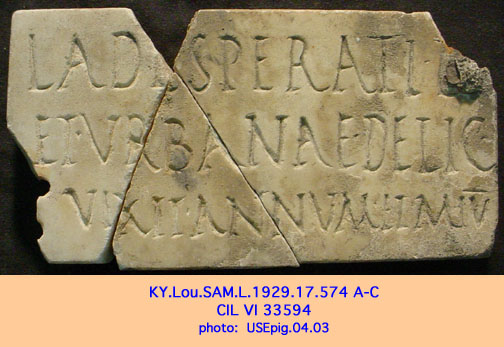 SPERATI·
ET·VRBANAE·DELIC
VIXIT·ANNVM·I·M·IV
KY.Lou.SAM.L.1929.17.574 A-C
CIL VI 33594
photo: USEpig.04.03